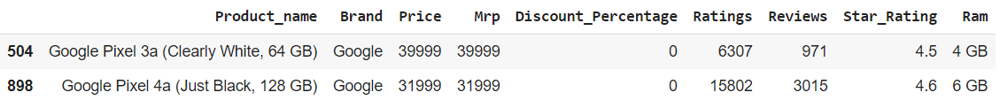 Product_name Brand Price Mrp Discount_Percentage Ratings Reviews Star_Rating Ram
504 Google Pixel 3a (Clearly White, 64 GB) Google 39999 39999 0 6307 971 4.5 4 GB
898 Google Pixel 4a (Just Black, 128 GB) Google 31999 31999 0 15802 3015 4.6 6 GB